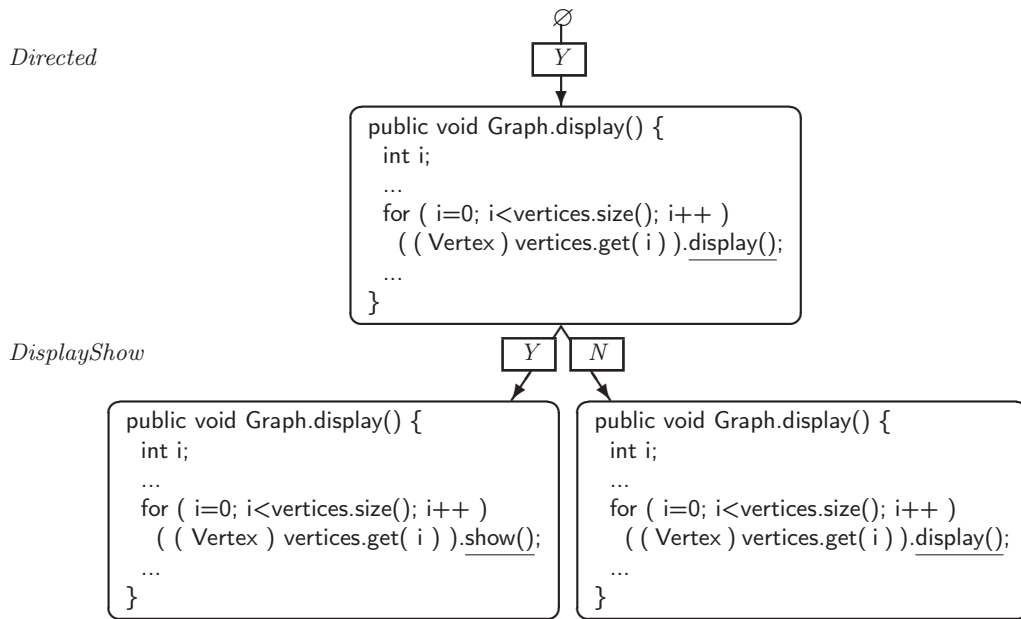 ∅
Directed
Y
public void Graph.display() {
int i;
...
for ( i=0; i<vertices.size(); i++ )
( ( Vertex ) vertices.get( i ) ).display();
...
}
DisplayShow
Y
N
public void Graph.display() {
int i;
...
for ( i=0; i<vertices.size(); i++ )
( ( Vertex ) vertices.get( i ) ).show();
...
}
public void Graph.display() {
int i;
...
for ( i=0; i<vertices.size(); i++ )
( ( Vertex ) vertices.get( i ) ).display();
...
}